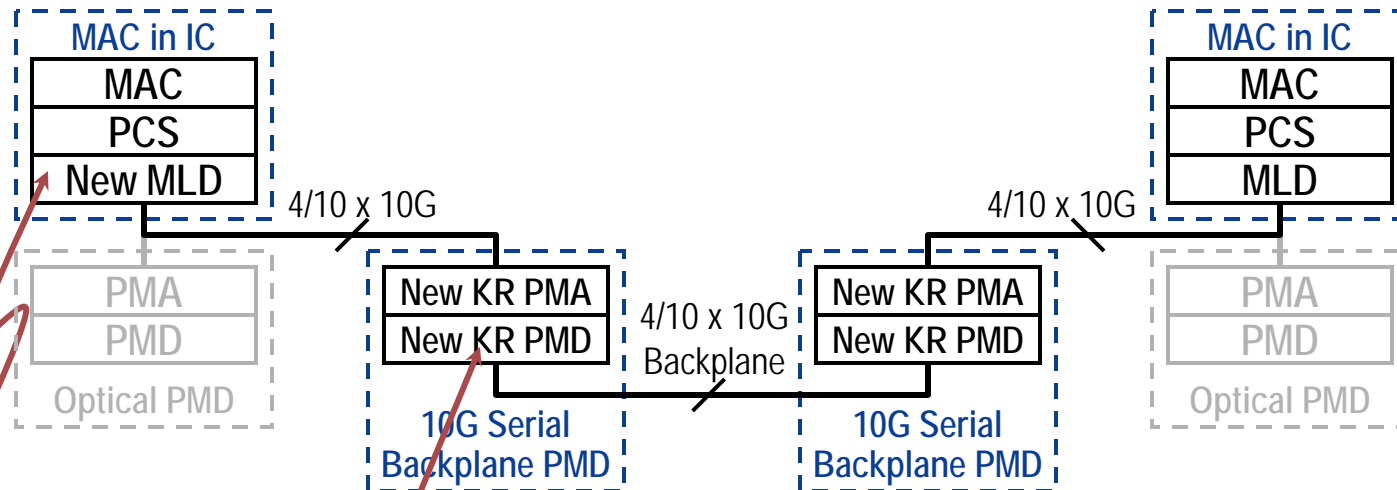 MAC in IC
MAC
PCS
New MLD
4/10 x 10G
PMA
PMD
Optical PMD
New KR PMA
New KR PMD
10G Serial
Backplane PMD
4/10 x 10G
Backplane
New KR PMA
New KR PMD
10G Serial
Backplane PMD
4/10 x 10G
MAC in IC
MAC
PCS
MLD
PMA
PMD
Optical PMD